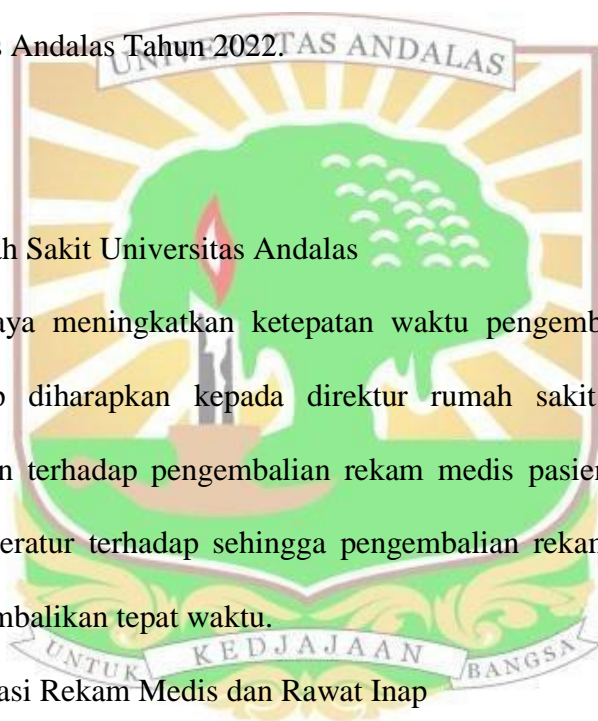 s Andalas Tahun 2022.
UNIVERSITAS ANDALAS
ah Sakit Universitas Andalas
aya meningkatkan ketepatan waktu pengemb
diharapkan kepada direktur rumah sakit
n terhadap pengembalian rekam medis pasien
eratur terhadap sehingga pengembalian rekam
mbalikan tepat waktu.
UNTUK KEDJAJAAN BANGSA
asi Rekam Medis dan Rawat Inap